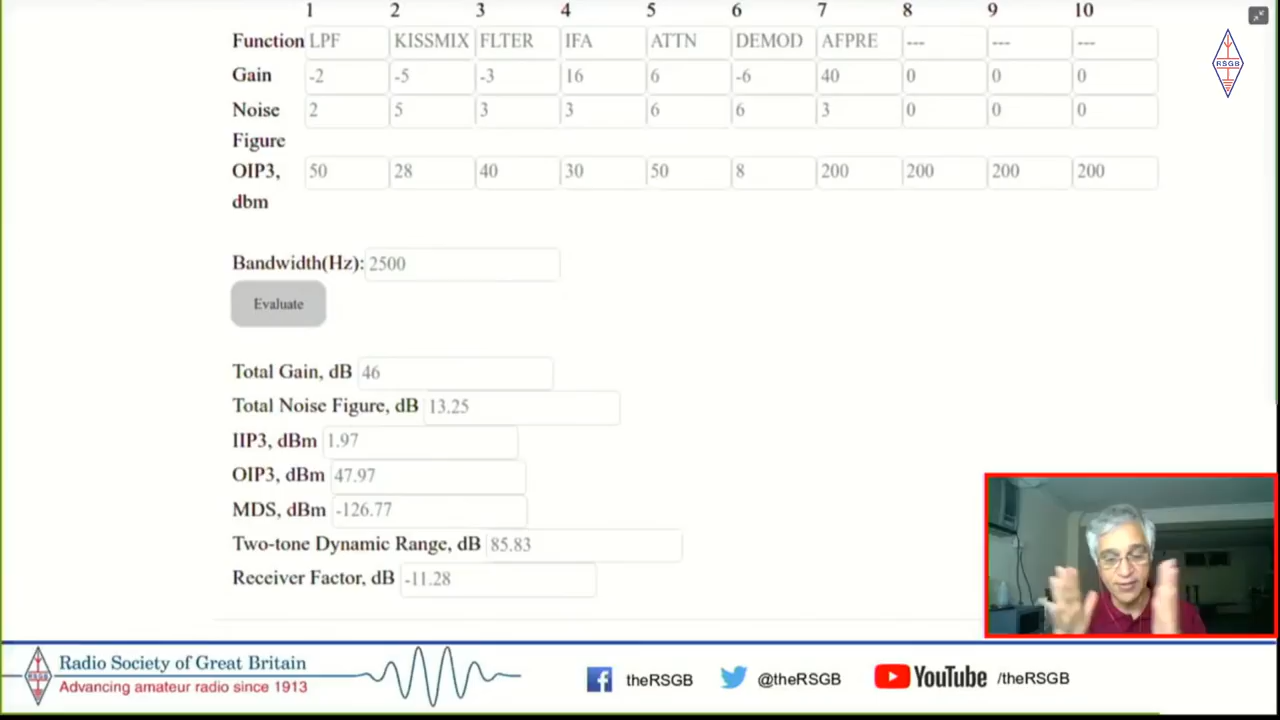 1 2 3 4 5 6 7 8 9 10
Function LPF KISSMIX FLTER IFA ATTN DEMOD AFPRE --- --- ---
Gain -2 -5 -3 16 6 -6 40 0 0 0
Noise 2 5 3 3 6 6 3 0 0 0
Figure
OIP3, 50 28 40 30 50 8 200 200 200 200
dbm
RSGB
Bandwidth(Hz): 2500
Evaluate
Total Gain, dB 46
Total Noise Figure, dB 13.25
IIP3, dBm 1.97
OIP3, dBm 47.97
MDS, dBm -126.77
Two-tone Dynamic Range, dB 85.83
Receiver Factor, dB -11.28
RSGB
Radio Society of Great Britain
Advancing amateur radio since 1913
theRSGB @theRSGB YouTube /theRSGB